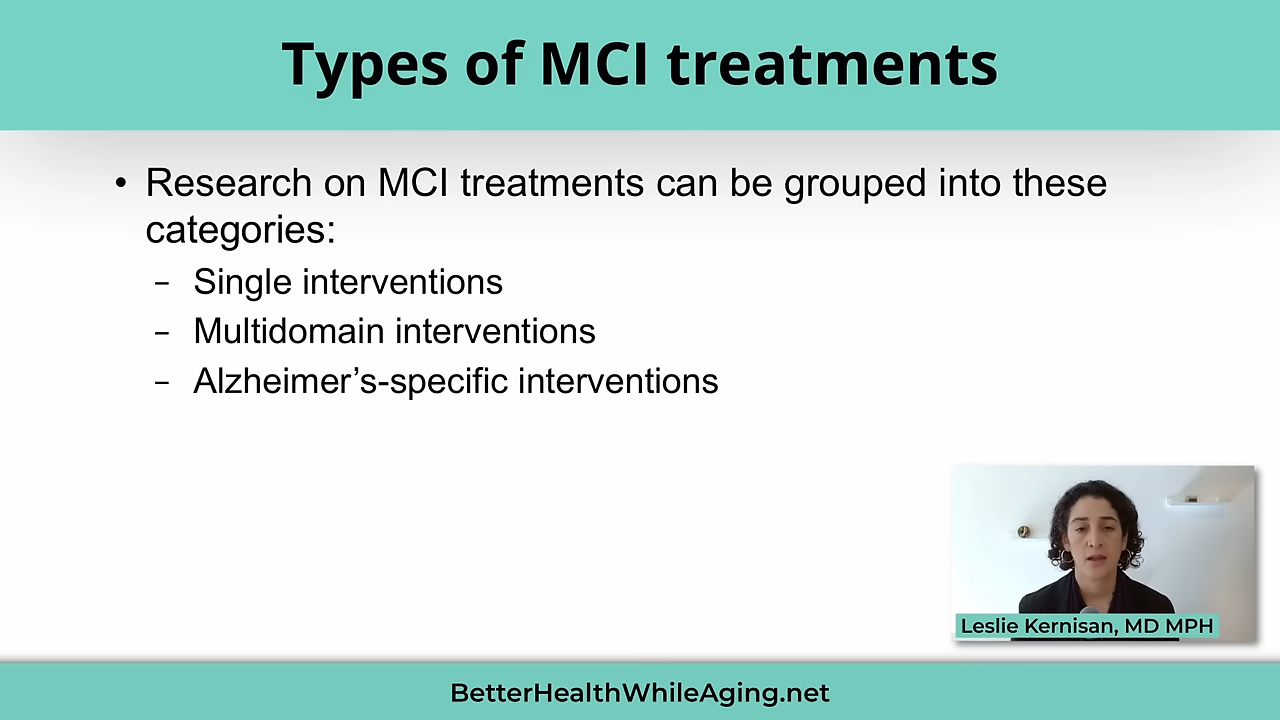 Types of MCI treatments
• Research on MCI treatments can be grouped into these
categories:
– Single interventions
– Multidomain interventions
– Alzheimer’s-specific interventions
Leslie Kernisan, MD MPH
BetterHealthWhileAging.net